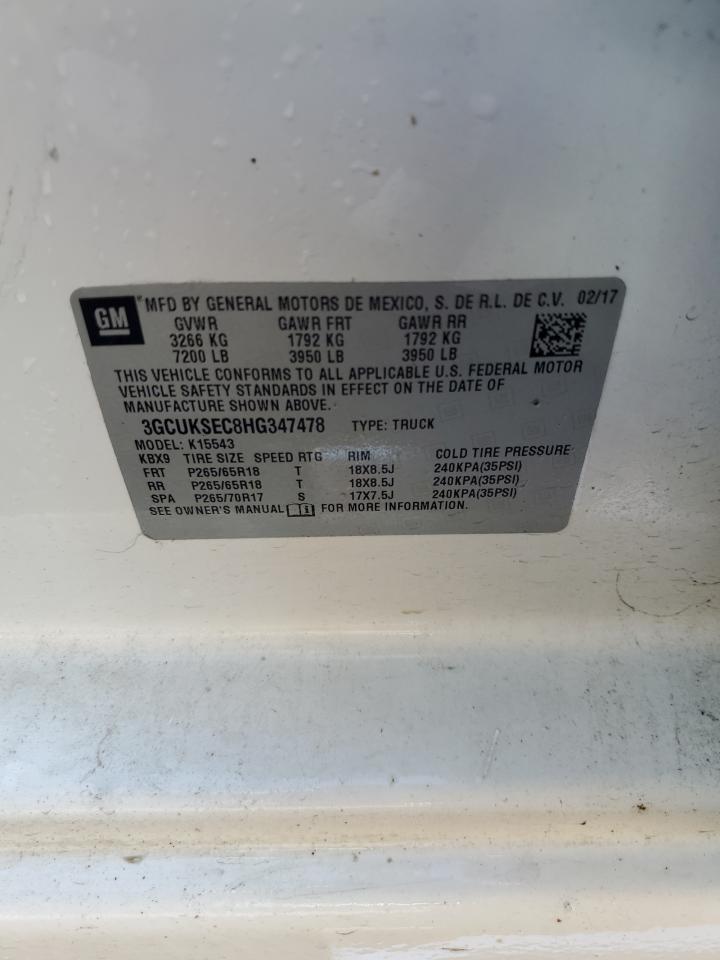 GM MFD BY GENERAL MOTORS DE MEXICO, S. DE R.L. DE C.V. 02/17
GVWR GAWR FRT GAWR RR
3266 KG 1792 KG 1792 KG
7200 LB 3950 LB 3950 LB
THIS VEHICLE CONFORMS TO ALL APPLICABLE U.S. FEDERAL MOTOR
VEHICLE SAFETY STANDARDS IN EFFECT ON THE DATE OF
MANUFACTURE SHOWN ABOVE.
3GCUKSEC8HG347478 TYPE: TRUCK
MODEL: K15543
KBX9 TIRE SIZE SPEED RTG RIM COLD TIRE PRESSURE
FRT P265/65R18 T 18X8.5J 240KPA(35PSI)
RR P265/65R18 T 18X8.5J 240KPA(35PSI)
SPA P265/70R17 S 17X7.5J 240KPA(35PSI)
SEE OWNER'S MANUAL FOR MORE INFORMATION.